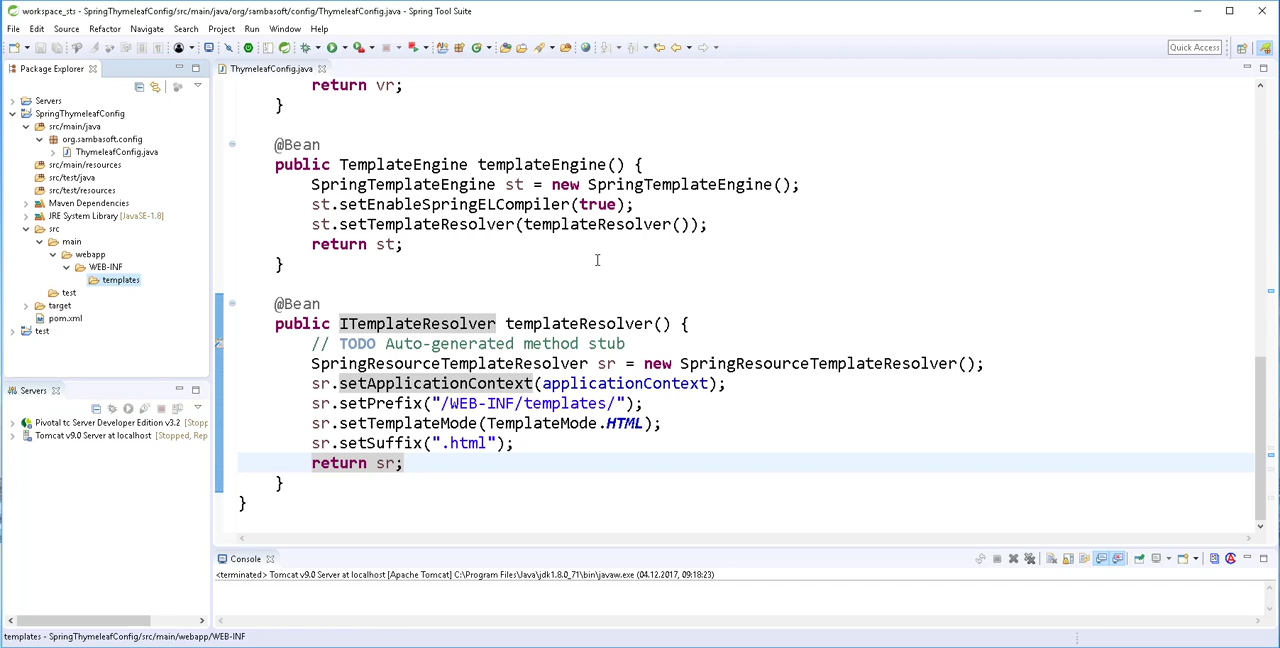 workspace_sts - SpringThymeleafConfig/src/main/java/org/sambasoft/config/ThymeleafConfig.java - Spring Tool Suite
File Edit Source Refactor Navigate Search Project Run Window Help
Quick Access
Package Explorer
Servers
SpringThymeleafConfig
src/main/java
org.sambasoft.config
ThymeleafConfig.java
src/main/resources
src/test/java
src/test/resources
Maven Dependencies
JRE System Library [JavaSE-1.8]
src
main
webapp
WEB-INF
templates
test
target
pom.xml
test
Servers
Pivotal tc Server Developer Edition v3.2 [Stopp
Tomcat v9.0 Server at localhost [Stopped, Rep
ThymeleafConfig.java
return vr;
}
@Bean
public TemplateEngine templateEngine() {
SpringTemplateEngine st = new SpringTemplateEngine();
st.setEnableSpringELCompiler(true);
st.setTemplateResolver(templateResolver());
return st;
}
@Bean
public ITemplateResolver templateResolver() {
// TODO Auto-generated method stub
SpringResourceTemplateResolver sr = new SpringResourceTemplateResolver();
sr.setApplicationContext(applicationContext);
sr.setPrefix("/WEB-INF/templates/");
sr.setTemplateMode(TemplateMode.HTML);
sr.setSuffix(".html");
return sr;
}
}
Console
<terminated> Tomcat v9.0 Server at localhost [Apache Tomcat] C:\Program Files\Java\jdk1.8.0_71\bin\javaw.exe (04.12.2017, 09:18:23)
templates - SpringThymeleafConfig/src/main/webapp/WEB-INF